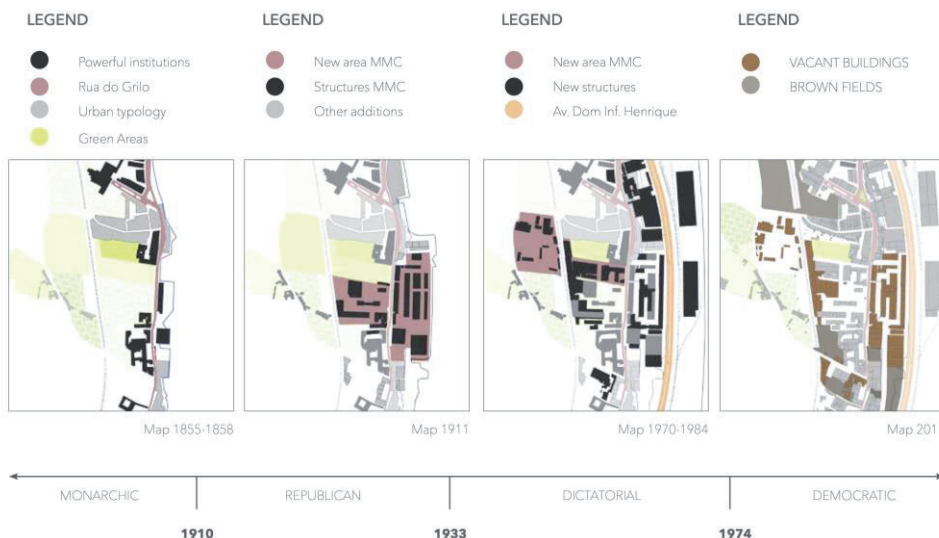 LEGEND
Powerful institutions
Rua do Grilo
Urban typology
Green Areas
LEGEND
New area MMC
Structures MMC
Other additions
LEGEND
New area MMC
New structures
Av. Dom Inf. Henrique
LEGEND
VACANT BUILDINGS
BROWN FIELDS
Map 1855-1858
Map 1911
Map 1970-1984
Map 201
MONARCHIC
REPUBLICAN
DICTATORIAL
DEMOCRATIC
1910
1933
1974